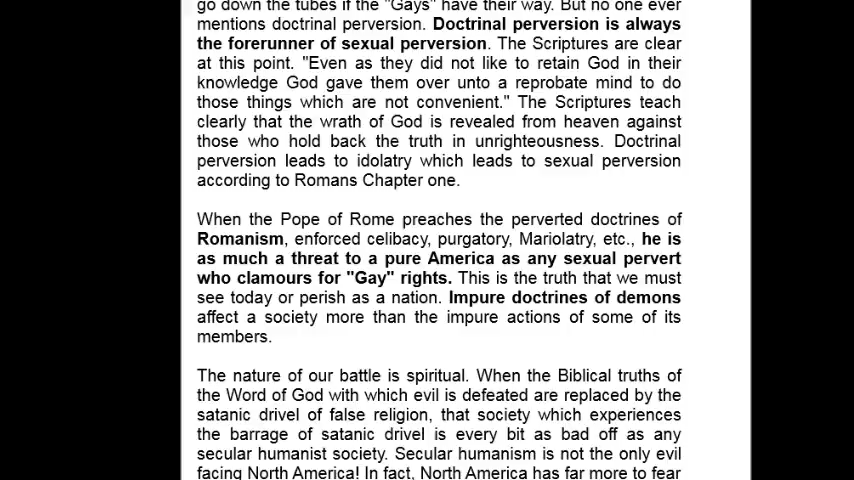 go down the tubes if the "Gays" have their way. But no one ever
mentions doctrinal perversion. Doctrinal perversion is always
the forerunner of sexual perversion. The Scriptures are clear
at this point. "Even as they did not like to retain God in their
knowledge God gave them over unto a reprobate mind to do
those things which are not convenient." The Scriptures teach
clearly that the wrath of God is revealed from heaven against
those who hold back the truth in unrighteousness. Doctrinal
perversion leads to idolatry which leads to sexual perversion
according to Romans Chapter one.
When the Pope of Rome preaches the perverted doctrines of
Romanism, enforced celibacy, purgatory, Mariolatry, etc., he is
as much a threat to a pure America as any sexual pervert
who clamours for "Gay" rights. This is the truth that we must
see today or perish as a nation. Impure doctrines of demons
affect a society more than the impure actions of some of its
members.
The nature of our battle is spiritual. When the Biblical truths of
the Word of God with which evil is defeated are replaced by the
satanic drivel of false religion, that society which experiences
the barrage of satanic drivel is every bit as bad off as any
secular humanist society. Secular humanism is not the only evil
facing North America! In fact, North America has far more to fear